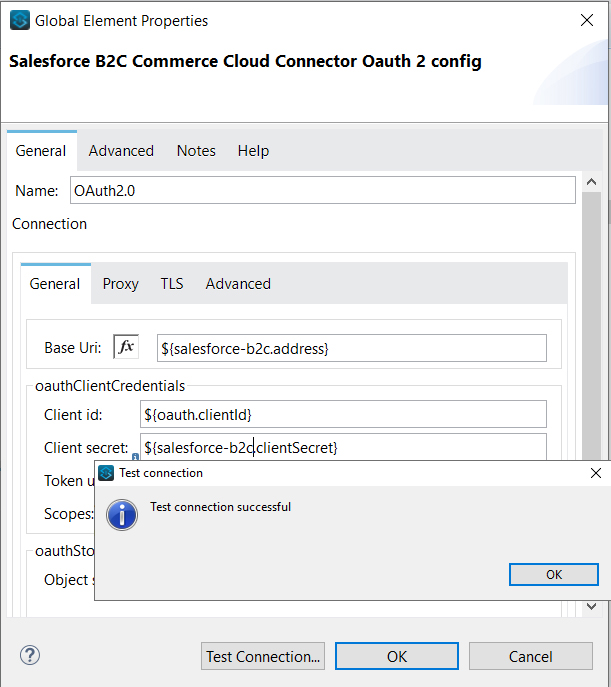 Global Element Properties
Salesforce B2C Commerce Cloud Connector Oauth 2 config
General Advanced Notes Help
Name: OAuth2.0
Connection
General Proxy TLS Advanced
Base Uri: fx ${salesforce-b2c.address}
oauthClientCredentials
Client id: ${oauth.clientId}
Client secret: ${salesforce-b2c.clientSecret}
Test connection
Token u
Test connection successful
Scopes:
oauthSto
OK
Object s
? Test Connection... OK Cancel